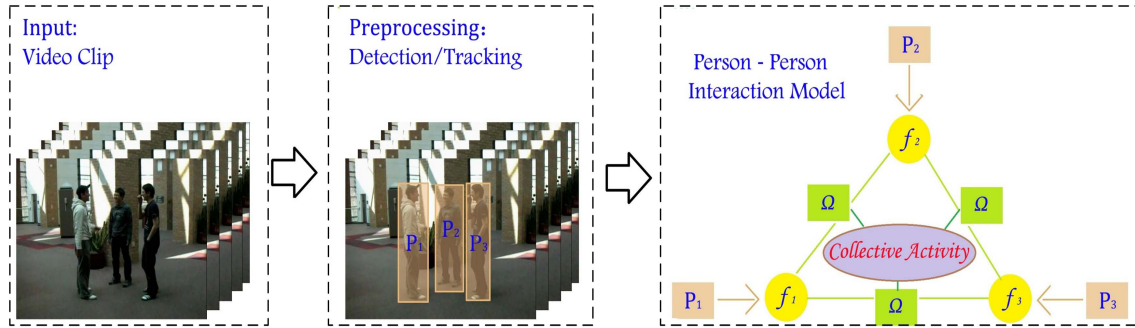 Input:
Video Clip
Preprocessing:
Detection/Tracking
P₁
P₂
P₃
Person - Person
Interaction Model
P₂
f₂
Ω
Ω
Collective Activity
P₁
f₁
Ω
f₃
P₃